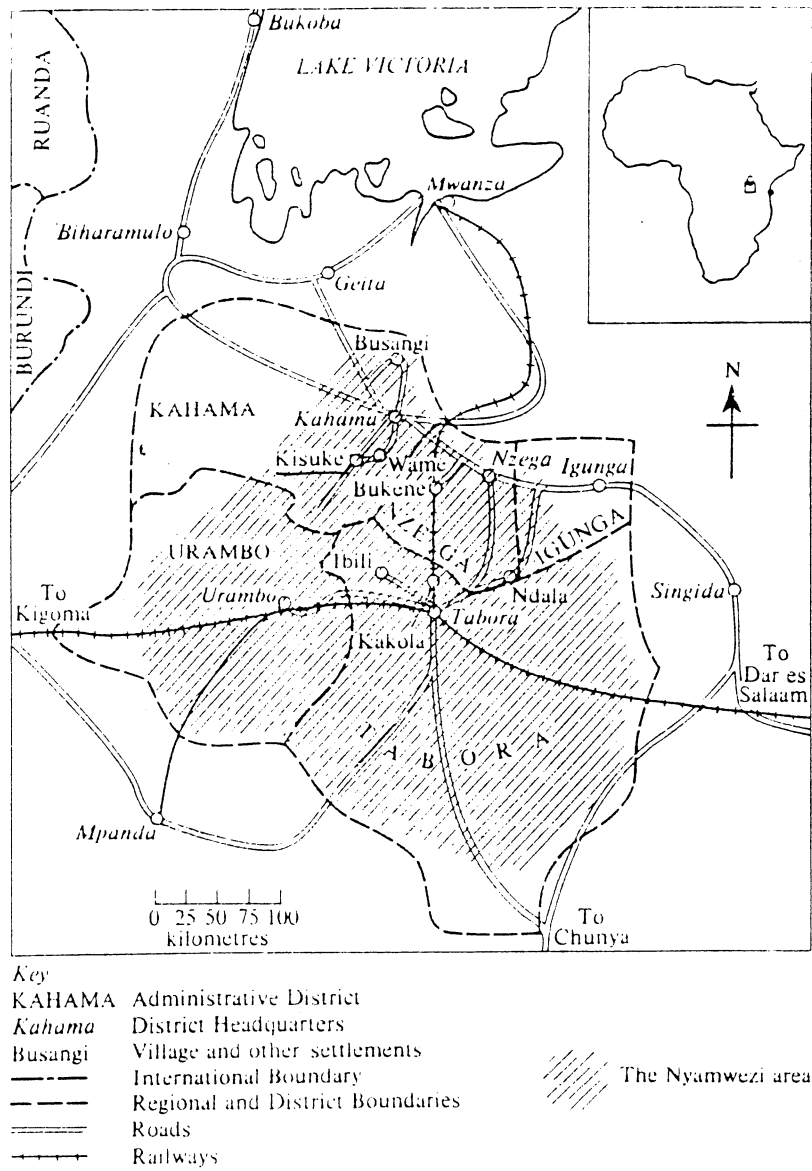 Bukoba
LAKE VICTORIA
RUANDA
Mwanza
Biharamulo
Geita
BURUNDI
Busangi
N
KAHAMA
Kahama
Kisuke
Wame
Nzega
Igunga
Bukene
NZEGA
IGUNGA
URAMBO
Ibili
To
Kigoma
Urambo
Ndala
Singida
Tabora
Kakola
To
Dar es
Salaam
TABORA
Mpanda
0 25 50 75 100
kilometres
To
Chunya
Key
KAHAMA Administrative District
Kahama District Headquarters
Busangi Village and other settlements
International Boundary
The Nyamwezi area
Regional and District Boundaries
Roads
Railways